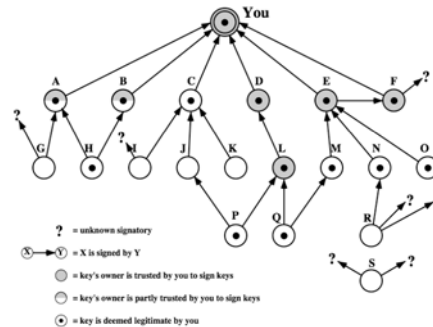 You
A B C D E F
?
? ?
G H I J K L M N O
P Q R ? ?
? S ?
? = unknown signatory
X Y = X is signed by Y
= key's owner is trusted by you to sign keys
= key's owner is partly trusted by you to sign keys
= key is deemed legitimate by you